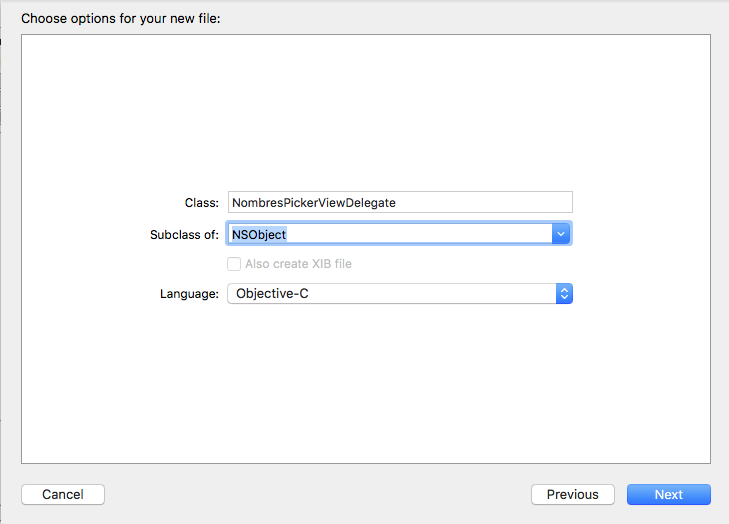 Choose options for your new file:
Class: NombresPickerViewDelegate
Subclass of: NSObject
Also create XIB file
Language: Objective-C
Cancel Previous Next